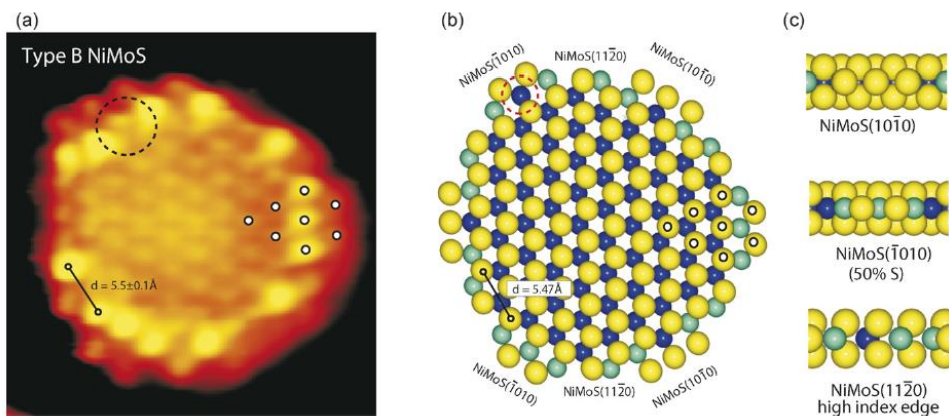 (a)
Type B NiMoS
d = 5.5±0.1Å
(b)
NiMoS(1̅010)
NiMoS(112̅0)
NiMoS(101̅0)
d = 5.47Å
NiMoS(1̅010)
NiMoS(112̅0)
NiMoS(101̅0)
(c)
NiMoS(101̅0)
NiMoS(1̅010)
(50% S)
NiMoS(112̅0)
high index edge